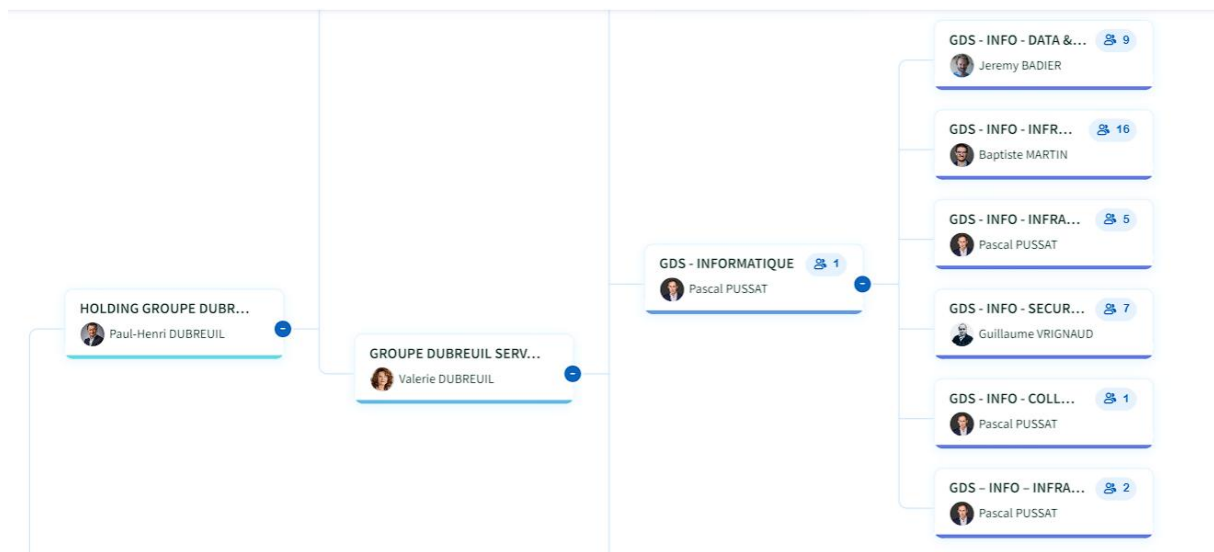 HOLDING GROUPE DUBR...
Paul-Henri DUBREUIL
GROUPE DUBREUIL SERV...
Valerie DUBREUIL
GDS - INFORMATIQUE 1
Pascal PUSSAT
GDS - INFO - DATA &... 9
Jeremy BADIER
GDS - INFO - INFR... 16
Baptiste MARTIN
GDS - INFO - INFRA... 5
Pascal PUSSAT
GDS - INFO - SECUR... 7
Guillaume VRIGNAUD
GDS - INFO - COLL... 1
Pascal PUSSAT
GDS – INFO – INFRA... 2
Pascal PUSSAT